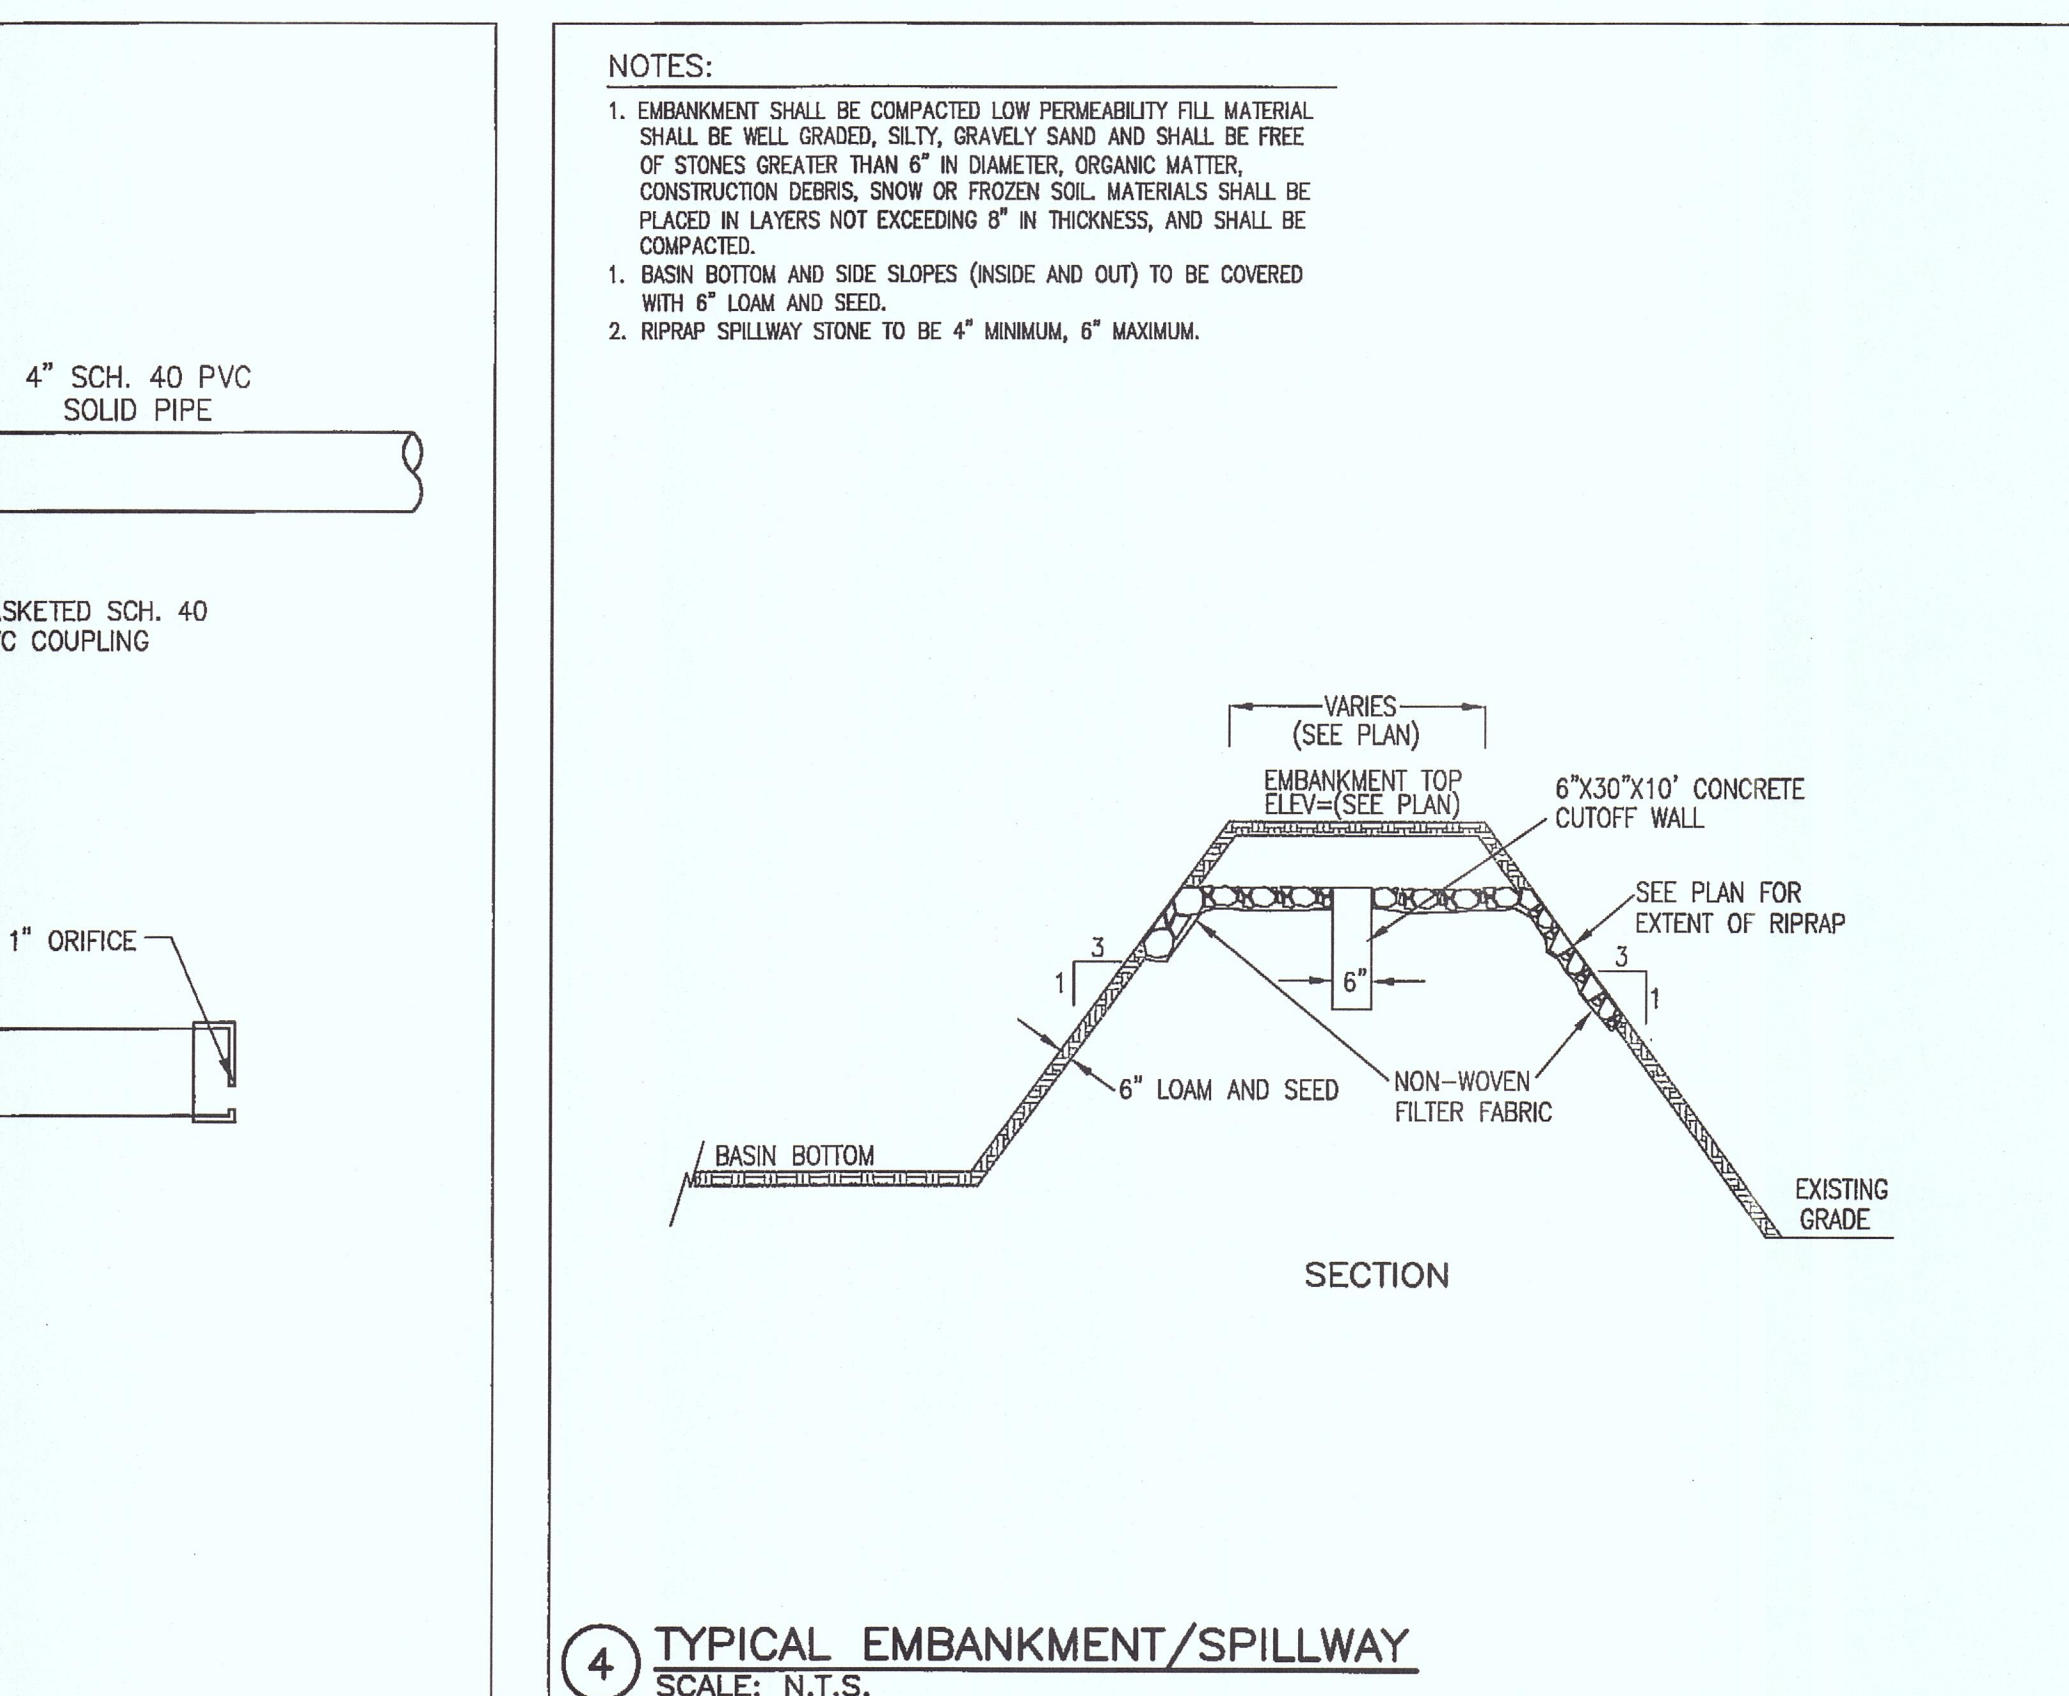 4" SCH. 40 PVC
SOLID PIPE
SKETED SCH. 40
C COUPLING
1" ORIFICE
NOTES:
1. EMBANKMENT SHALL BE COMPACTED LOW PERMEABILITY FILL MATERIAL
SHALL BE WELL GRADED, SILTY, GRAVELY SAND AND SHALL BE FREE
OF STONES GREATER THAN 6" IN DIAMETER, ORGANIC MATTER,
CONSTRUCTION DEBRIS, SNOW OR FROZEN SOIL. MATERIALS SHALL BE
PLACED IN LAYERS NOT EXCEEDING 8" IN THICKNESS, AND SHALL BE
COMPACTED.
1. BASIN BOTTOM AND SIDE SLOPES (INSIDE AND OUT) TO BE COVERED
WITH 6" LOAM AND SEED.
2. RIPRAP SPILLWAY STONE TO BE 4" MINIMUM, 6" MAXIMUM.
VARIES
(SEE PLAN)
EMBANKMENT TOP
ELEV=(SEE PLAN)
6"X30"X10' CONCRETE
CUTOFF WALL
SEE PLAN FOR
EXTENT OF RIPRAP
3
1
6"
3
1
6" LOAM AND SEED
NON-WOVEN
FILTER FABRIC
BASIN BOTTOM
EXISTING
GRADE
SECTION
4
TYPICAL EMBANKMENT/SPILLWAY
SCALE: N.T.S.